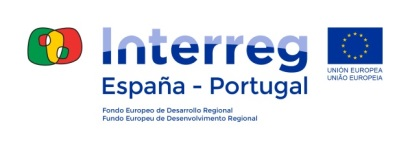 Interreg
España - Portugal
Fondo Europeo de Desarrollo Regional
Fundo Europeu de Desenvolvimento Regional
UNIÓN EUROPEA
UNIÃO EUROPEIA